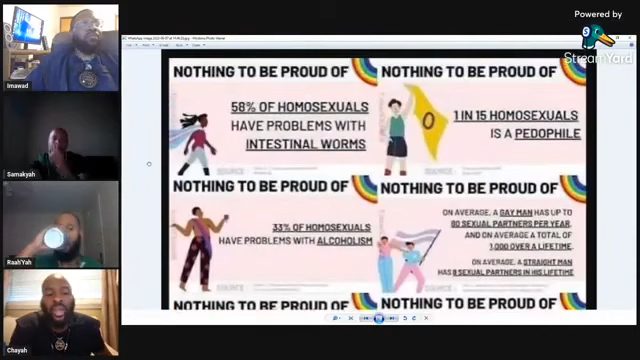 Powered by
StreamYard
NOTHING TO BE PROUD OF
58% OF HOMOSEXUALS
HAVE PROBLEMS WITH
INTESTINAL WORMS
NOTHING TO BE PROUD OF
1 IN 15 HOMOSEXUALS
IS A PEDOPHILE
NOTHING TO BE PROUD OF
33% OF HOMOSEXUALS
HAVE PROBLEMS WITH ALCOHOLISM
NOTHING TO BE PROUD OF
ON AVERAGE, A GAY MAN HAS UP TO
80 SEXUAL PARTNERS PER YEAR,
AND ON AVERAGE A TOTAL OF
1,000 OVER A LIFETIME.
ON AVERAGE, A STRAIGHT MAN
HAS 8 SEXUAL PARTNERS IN HIS LIFETIME
NOTHING TO BE PROUD OF
NOTHING TO BE PROUD OF
Imawad
Samakyah
Raah'Yah
Chayah